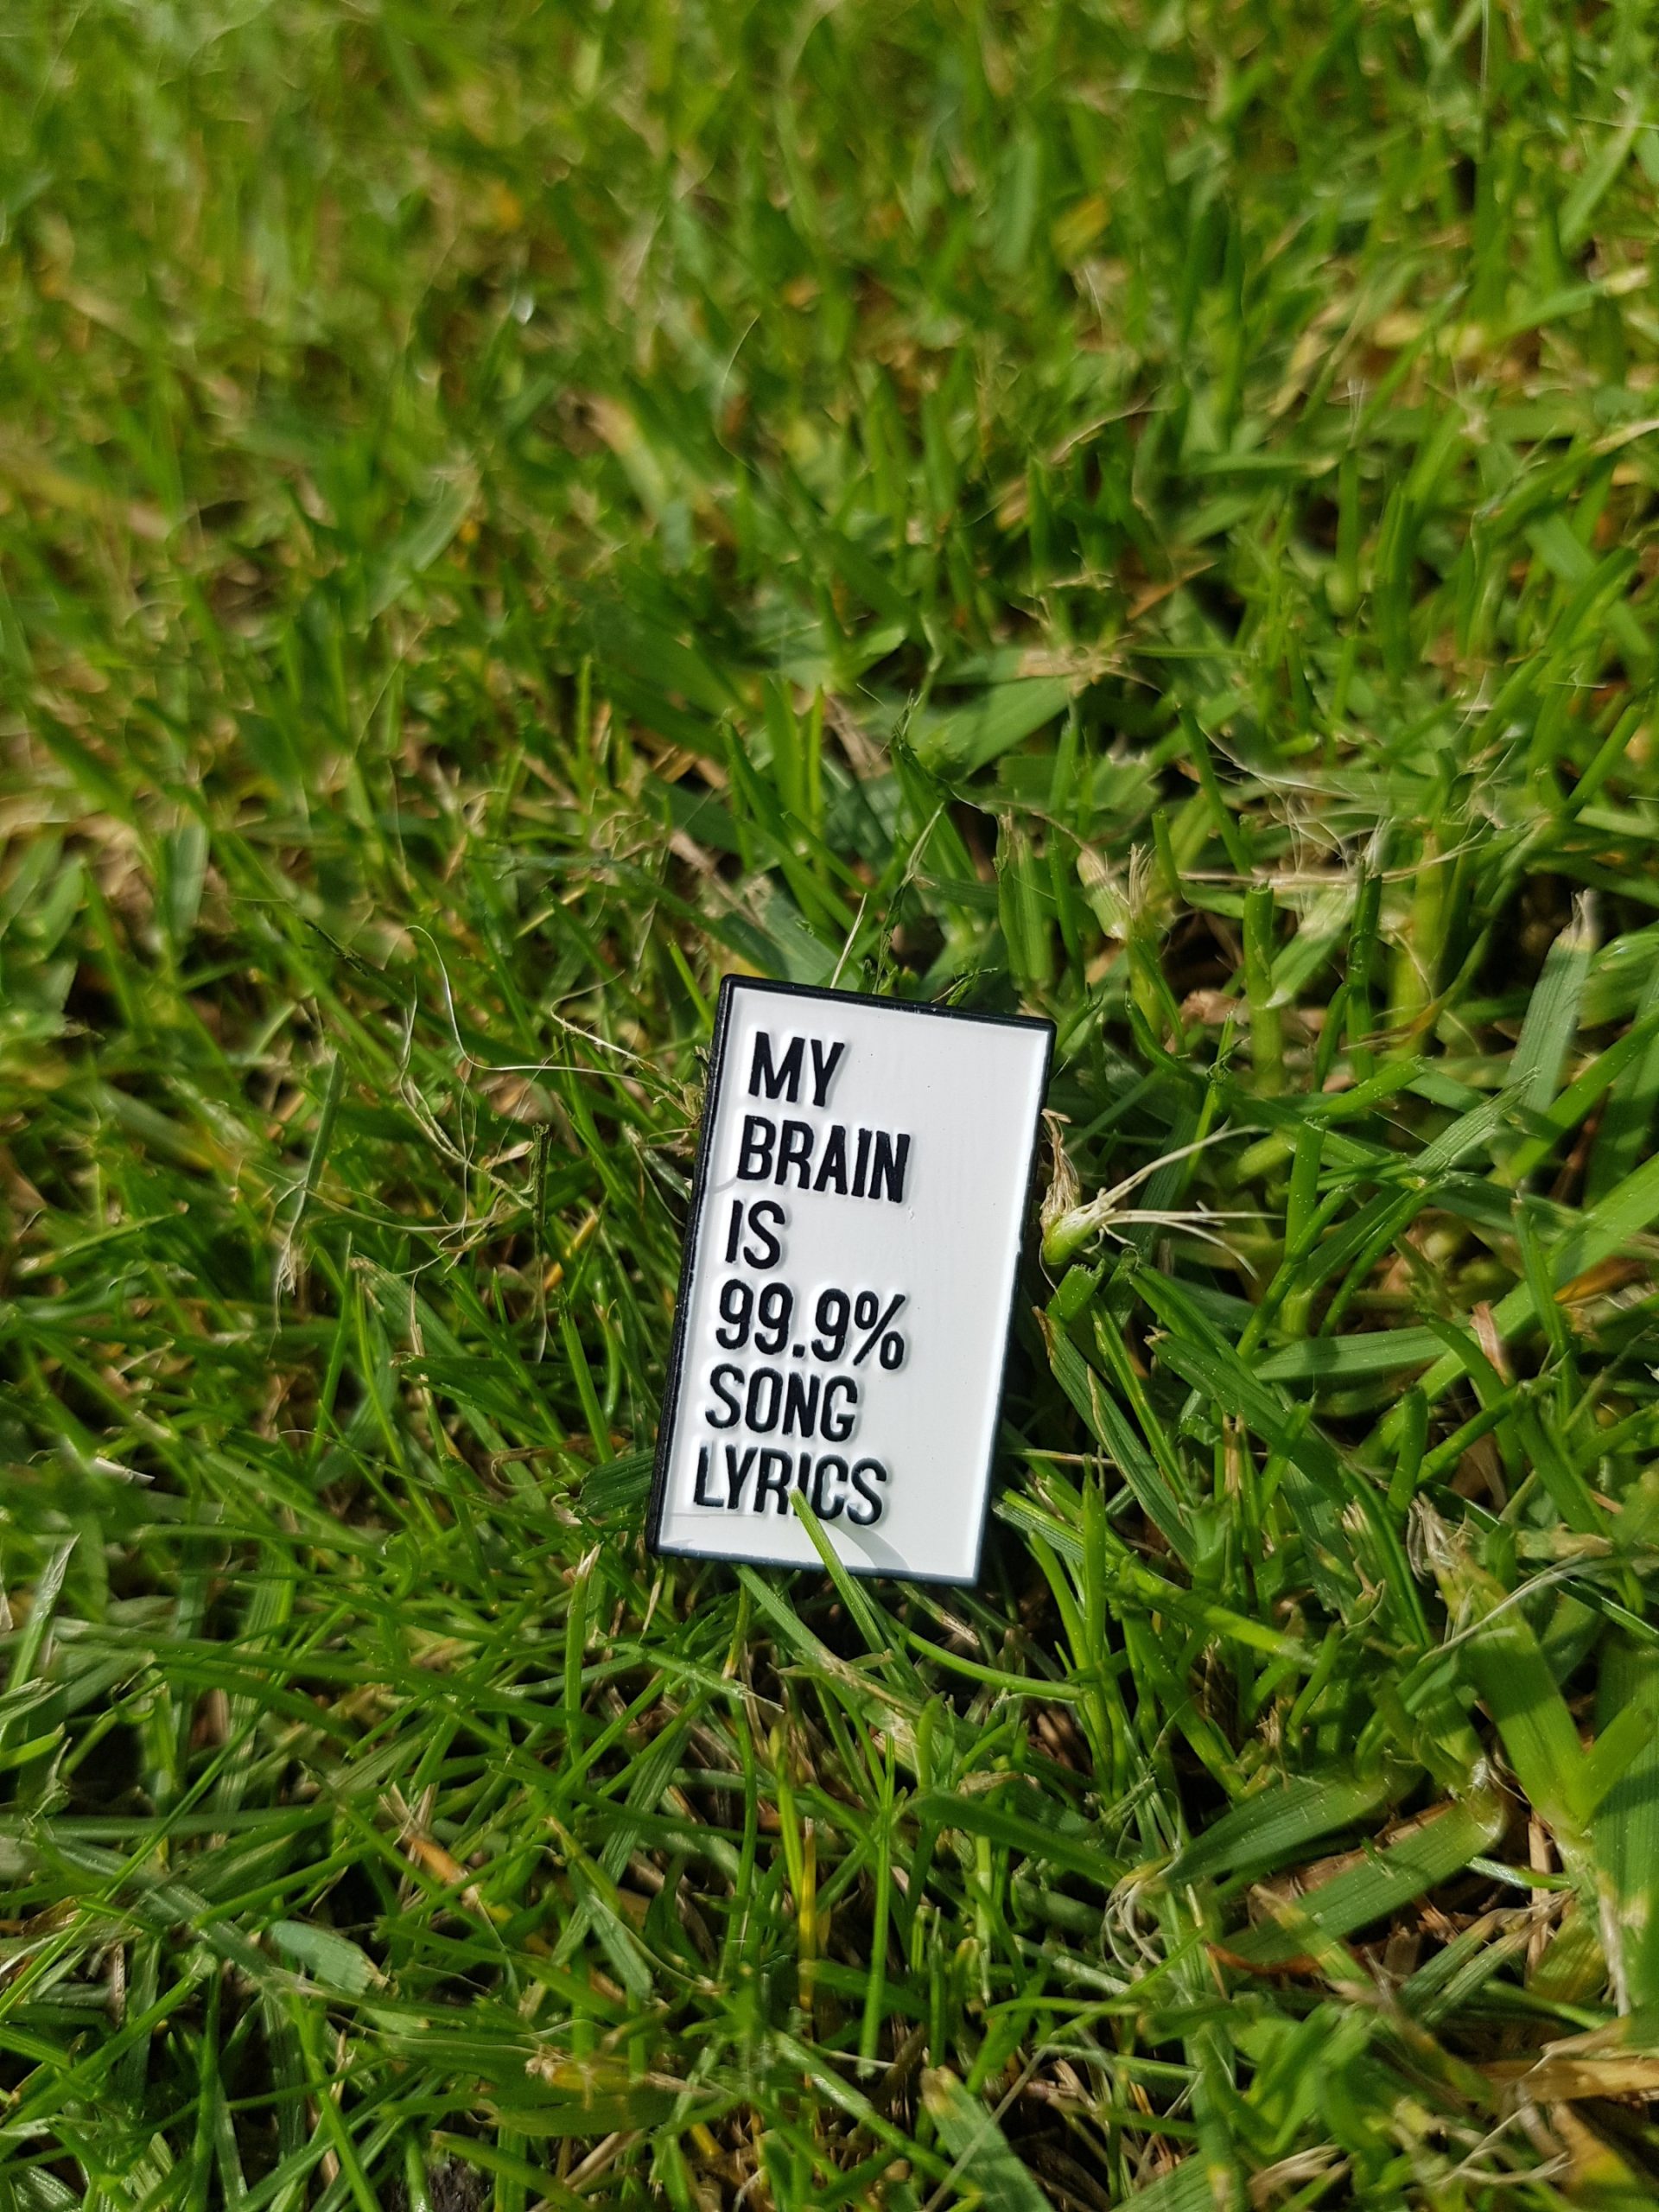 MY
BRAIN
IS
99.9%
SONG
LYRICS